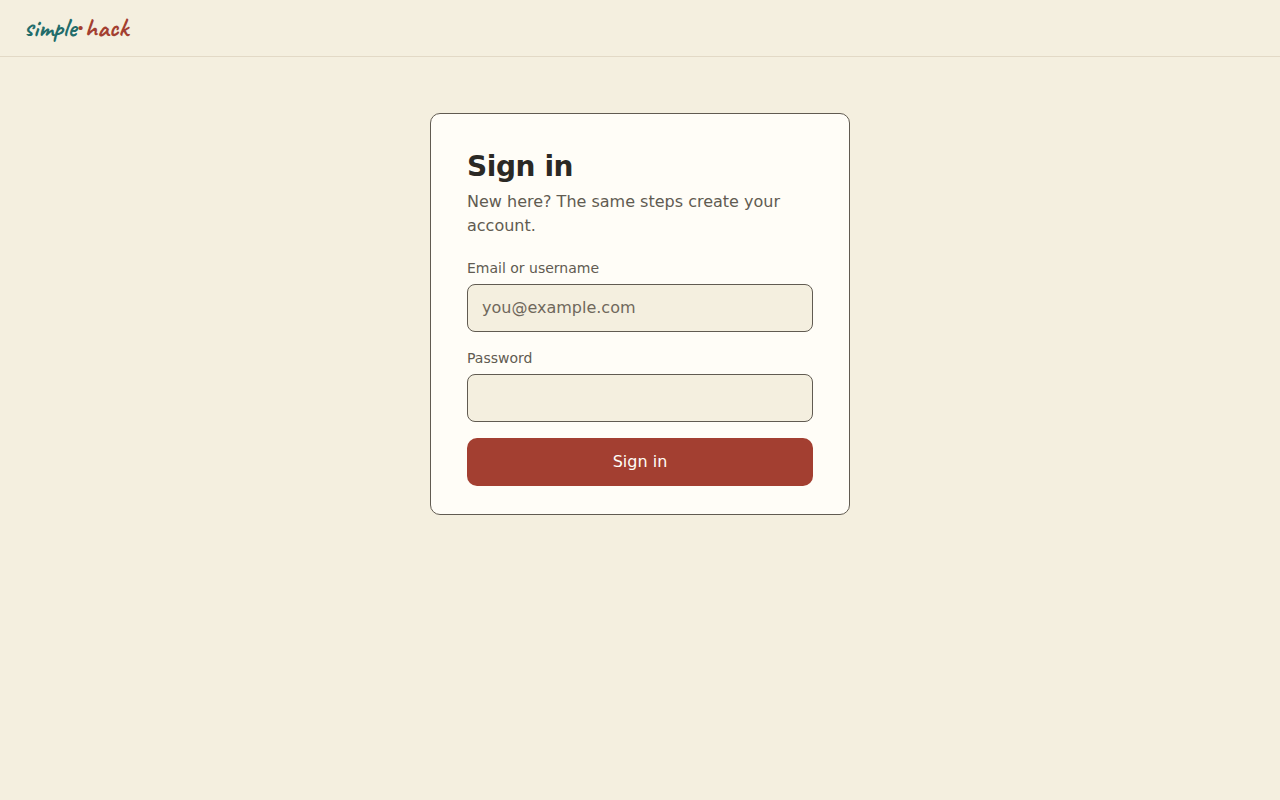 simple·hack
Sign in
New here? The same steps create your
account.
Email or username
you@example.com
Password
Sign in